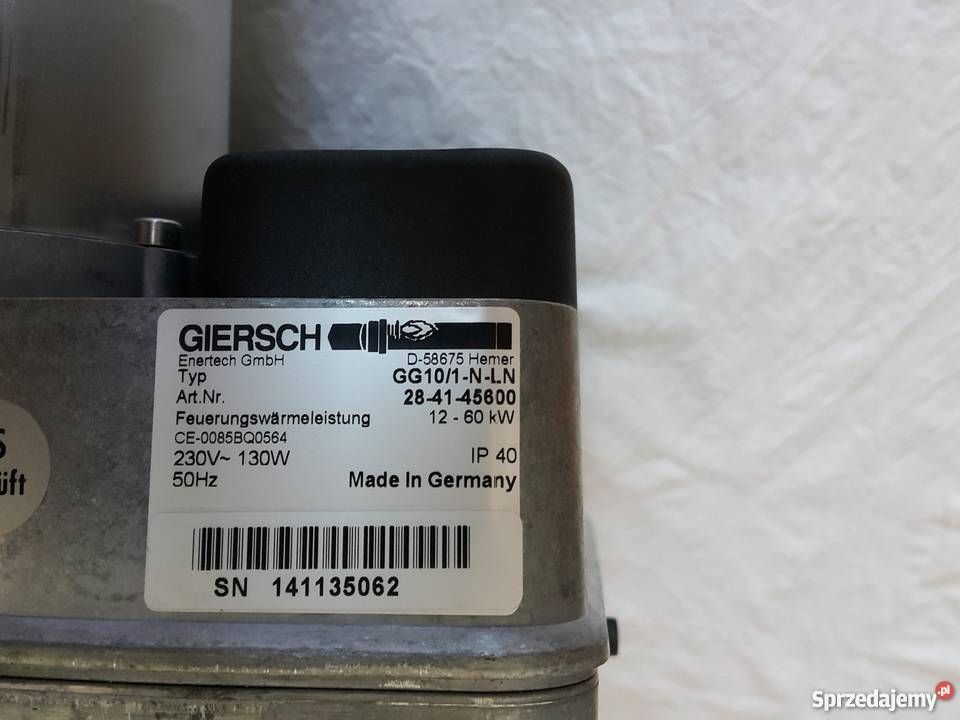 GIERSCH
Enertech GmbH D-58675 Hemer
Typ GG10/1-N-LN
Art.Nr. 28-41-45600
Feuerungswärmeleistung 12 - 60 kW
CE-0085BQ0564
230V~ 130W IP 40
50Hz Made In Germany
SN 141135062
Sprzedajemy.pl